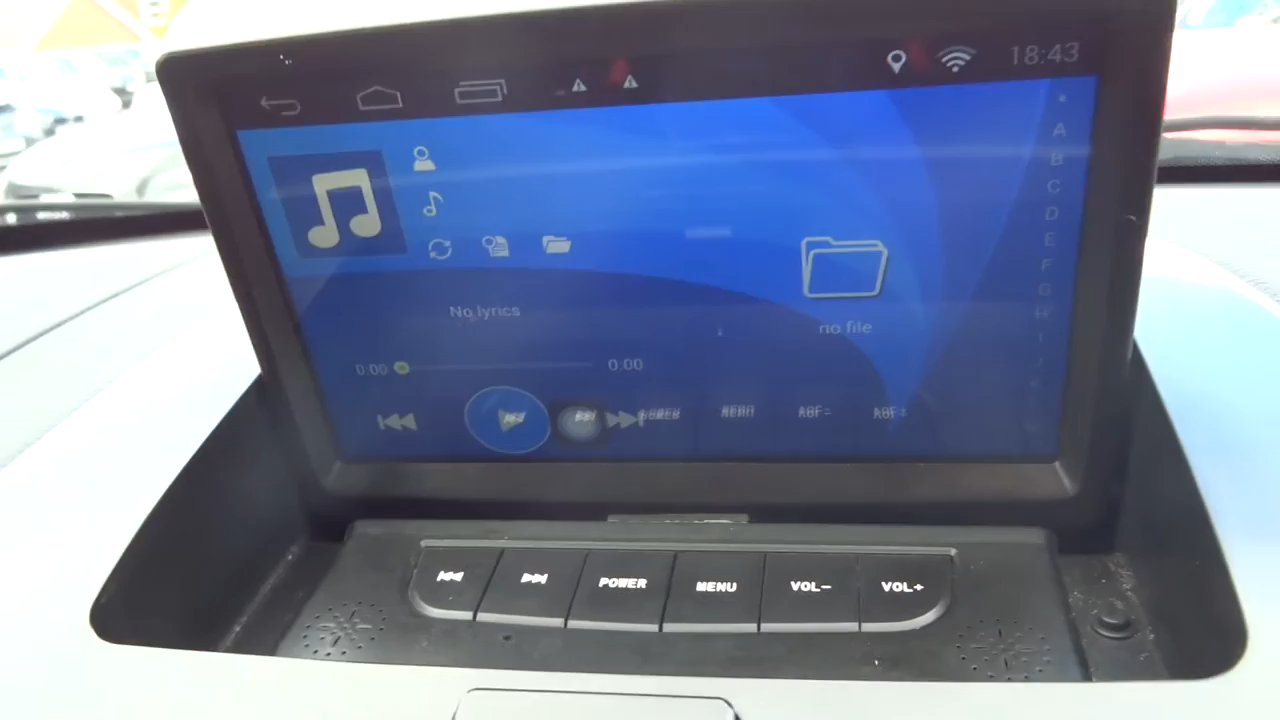 18:43
A
B
C
D
E
F
G
H
I
No lyrics
no file
0:00
0:00
POWER
MENU
VOL-
VOL+